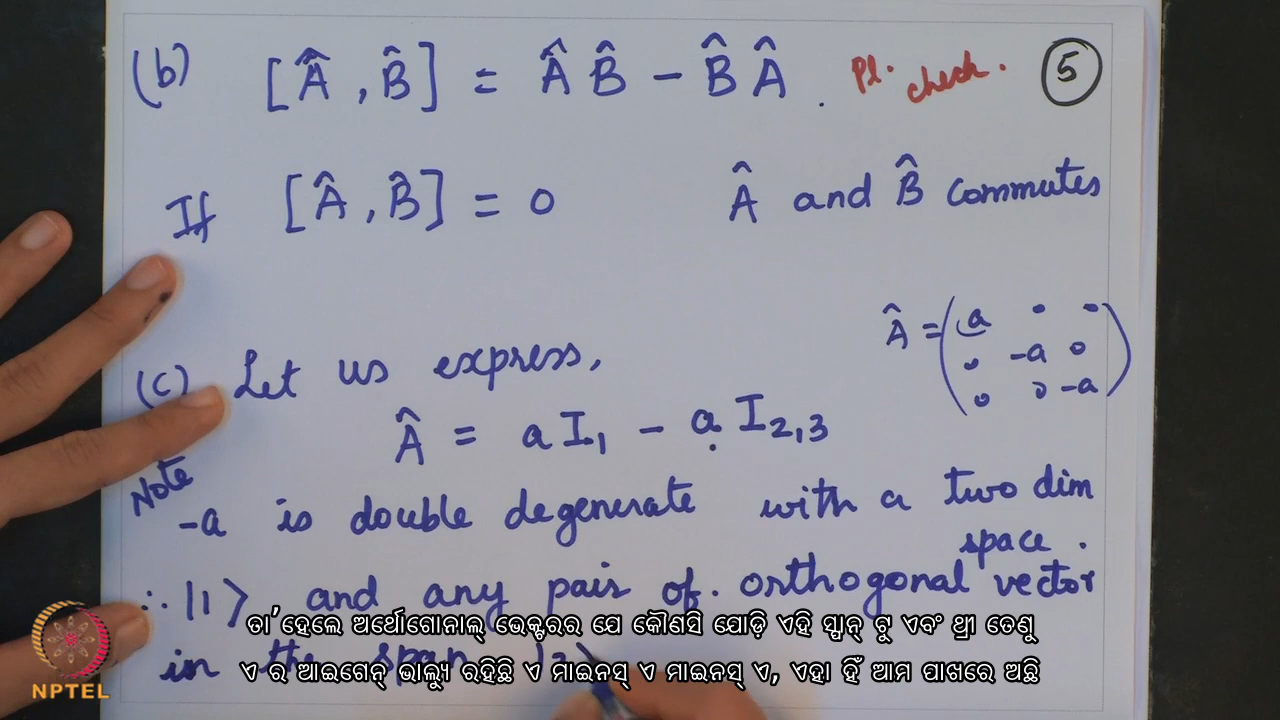 (b) [Â , B̂] = Â B̂ − B̂ Â . Pl. check. 5
If [Â , B̂] = 0 Â and B̂ commutes
Â = (a 0 0
0 -a 0
0 0 -a)
(c) Let us express,
Â = a I₁ − a I₂,₃
Note
-a is double degenerate with a two dim
space.
∴ |1⟩ and any pair of orthogonal vector
in the span |2⟩
ତା' ହେଲେ ଅର୍ଥୋଗୋନାଲ୍ ଭେକ୍ଟରର ଯେ କୌଣସି ଯୋଡ଼ି ଏହି ସ୍ପାନ୍ ଟୁ ଏବଂ ଥ୍ରୀ ତେଣୁ
ଏ ର ଆଇଗେନ୍ ଭାଲ୍ୟୁ ରହିଛି ଏ ମାଇନସ୍ ଏ ମାଇନସ୍ ଏ, ଏହା ହିଁ ଆମ ପାଖରେ ଅଛି
NPTEL